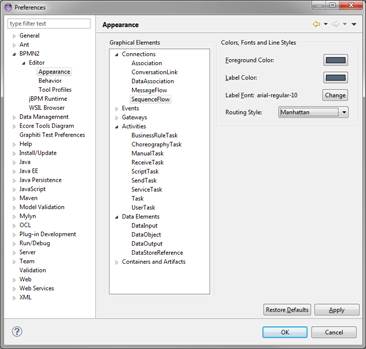 Preferences
type filter text
General
Ant
BPMN2
Editor
Appearance
Behavior
Tool Profiles
jBPM Runtime
WSIL Browser
Data Management
Ecore Tools Diagram
Graphiti Test Preferences
Help
Install/Update
Java
Java EE
Java Persistence
JavaScript
Maven
Model Validation
Mylyn
OCL
Plug-in Development
Run/Debug
Server
Team
Validation
Web
Web Services
XML
Appearance
Graphical Elements
Connections
Association
ConversationLink
DataAssociation
MessageFlow
SequenceFlow
Events
Gateways
Activities
BusinessRuleTask
ChoreographyTask
ManualTask
ReceiveTask
ScriptTask
SendTask
ServiceTask
Task
UserTask
Data Elements
DataInput
DataObject
DataOutput
DataStoreReference
Containers and Artifacts
Colors, Fonts and Line Styles
Foreground Color:
Label Color:
Label Font: arial-regular-10 Change
Routing Style: Manhattan
Restore Defaults Apply
? OK Cancel